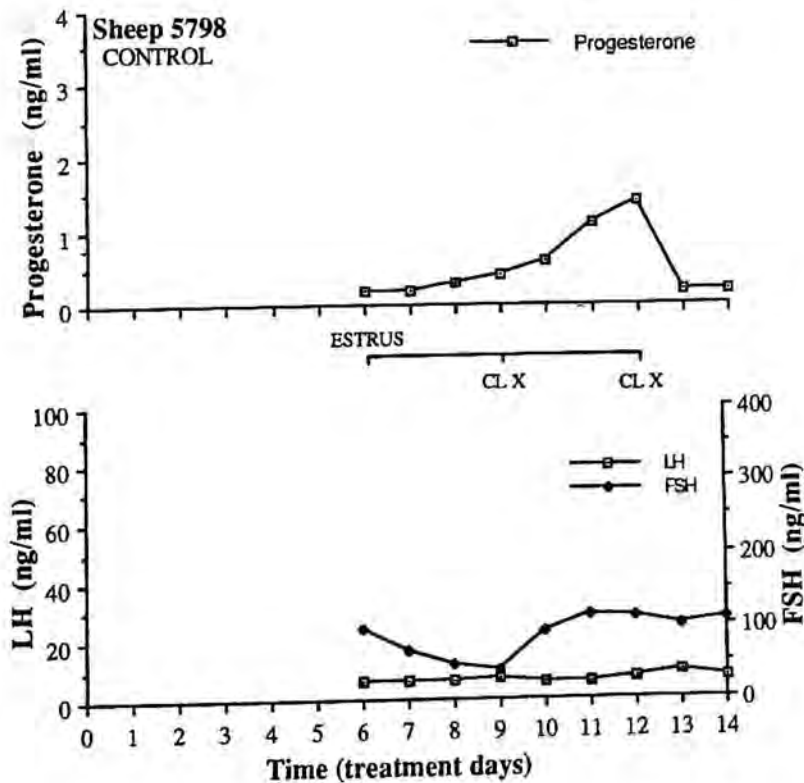 Sheep 5798
CONTROL
Progesterone
Progesterone (ng/ml)
4
3
2
1
0
ESTRUS
CL X
CL X
LH (ng/ml)
100
80
60
40
20
0
LH
FSH
FSH (ng/ml)
400
300
200
100
0
0 1 2 3 4 5 6 7 8 9 10 11 12 13 14
Time (treatment days)